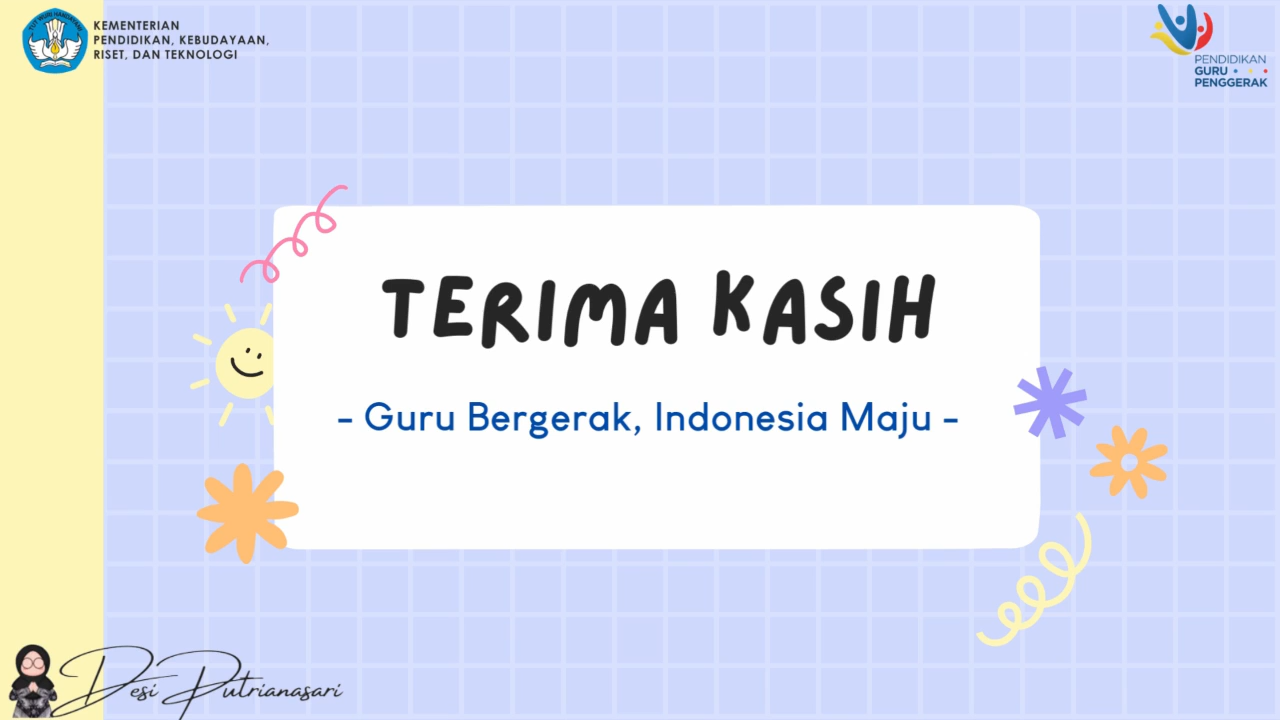 KEMENTERIAN
PENDIDIKAN, KEBUDAYAAN,
RISET, DAN TEKNOLOGI
PENDIDIKAN
GURU
PENGGERAK
TERIMA KASIH
- Guru Bergerak, Indonesia Maju -
Desi Putrianasari